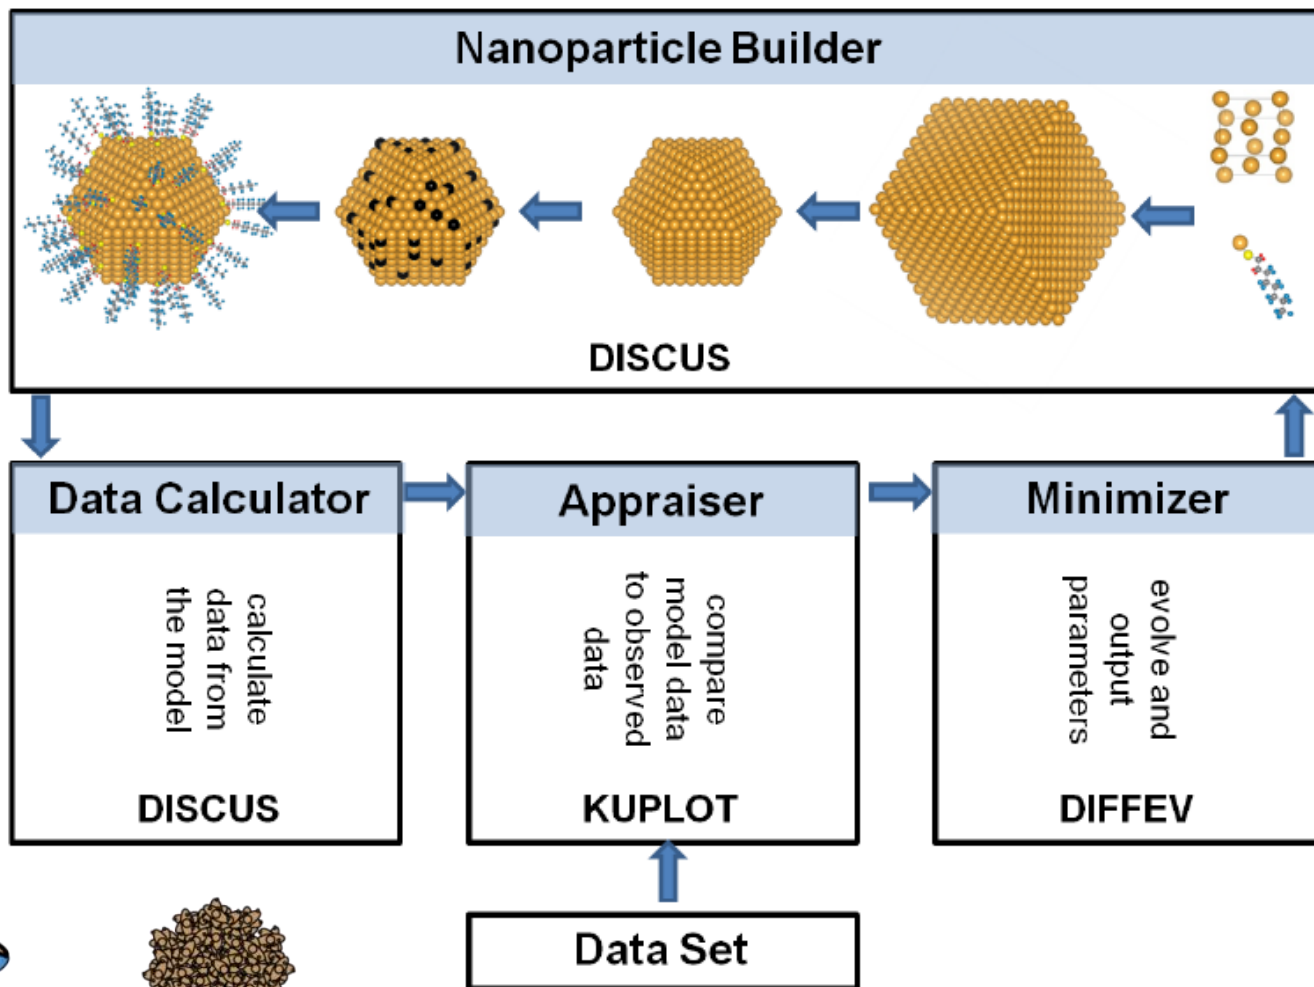 Nanoparticle Builder
DISCUS
Data Calculator
calculate
data from
the model
DISCUS
Appraiser
compare
model data
to observed
data
KUPLOT
Minimizer
evolve and
output
parameters
DIFFEV
Data Set